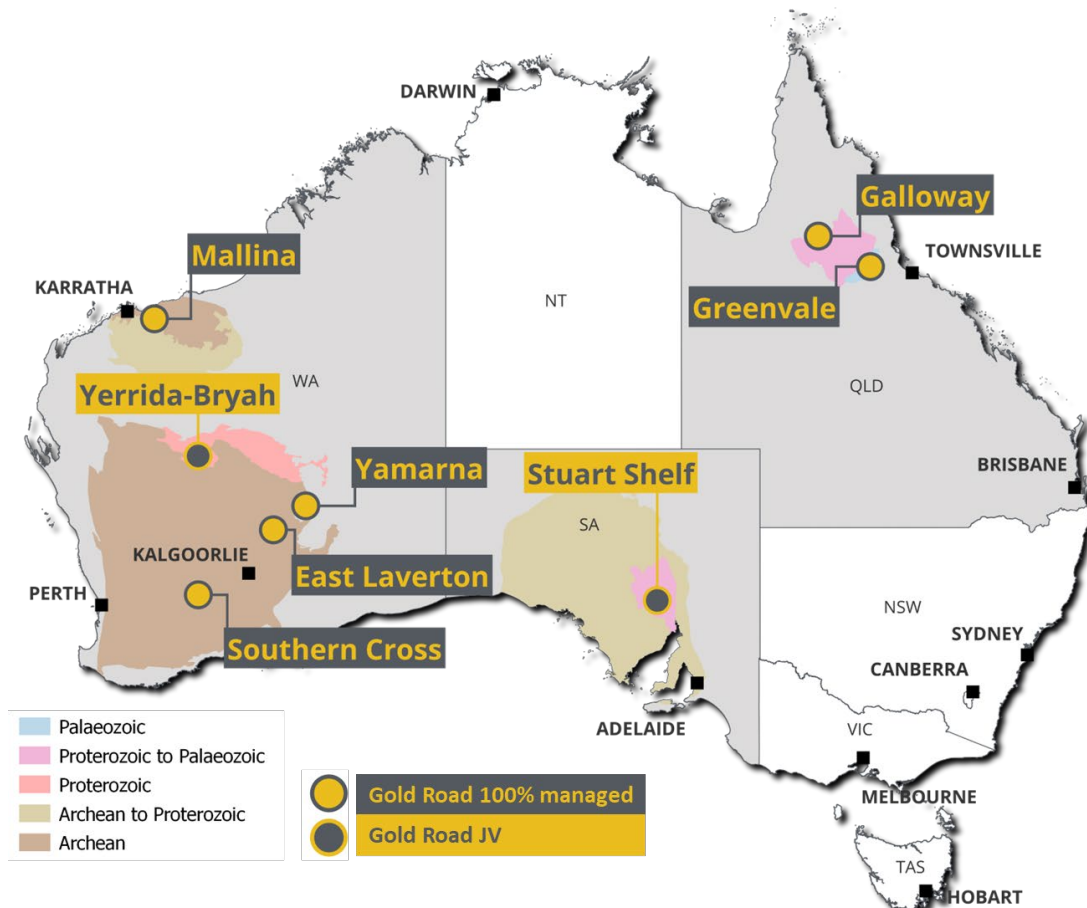 DARWIN
Galloway
Mallina
TOWNSVILLE
KARRATHA
NT
Greenvale
WA
QLD
Yerrida-Bryah
Yamarna
Stuart Shelf
BRISBANE
SA
KALGOORLIE
East Laverton
PERTH
NSW
Southern Cross
SYDNEY
CANBERRA
ADELAIDE
VIC
MELBOURNE
TAS
HOBART
Palaeozoic
Proterozoic to Palaeozoic
Proterozoic
Archean to Proterozoic
Archean
Gold Road 100% managed
Gold Road JV